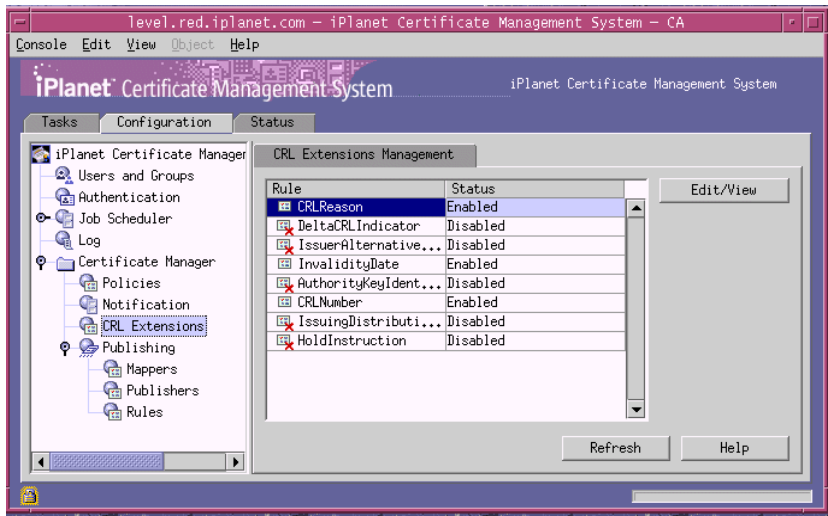 level.red.iplanet.com – iPlanet Certificate Management System – CA
Console Edit View Object Help
iPlanet Certificate Management System
iPlanet Certificate Management System
Tasks Configuration Status
iPlanet Certificate Manager
Users and Groups
Authentication
Job Scheduler
Log
Certificate Manager
Policies
Notification
CRL Extensions
Publishing
Mappers
Publishers
Rules
CRL Extensions Management
Rule Status
CRLReason Enabled
DeltaCRLIndicator Disabled
IssuerAlternative... Disabled
InvalidityDate Enabled
AuthorityKeyIdent... Disabled
CRLNumber Enabled
IssuingDistributi... Disabled
HoldInstruction Disabled
Edit/View
Refresh Help